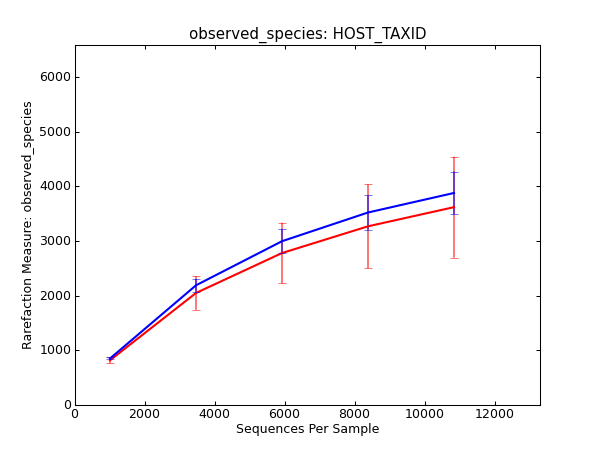 observed_species: HOST_TAXID
Rarefaction Measure: observed_species
6000
5000
4000
3000
2000
1000
0
0 2000 4000 6000 8000 10000 12000
Sequences Per Sample